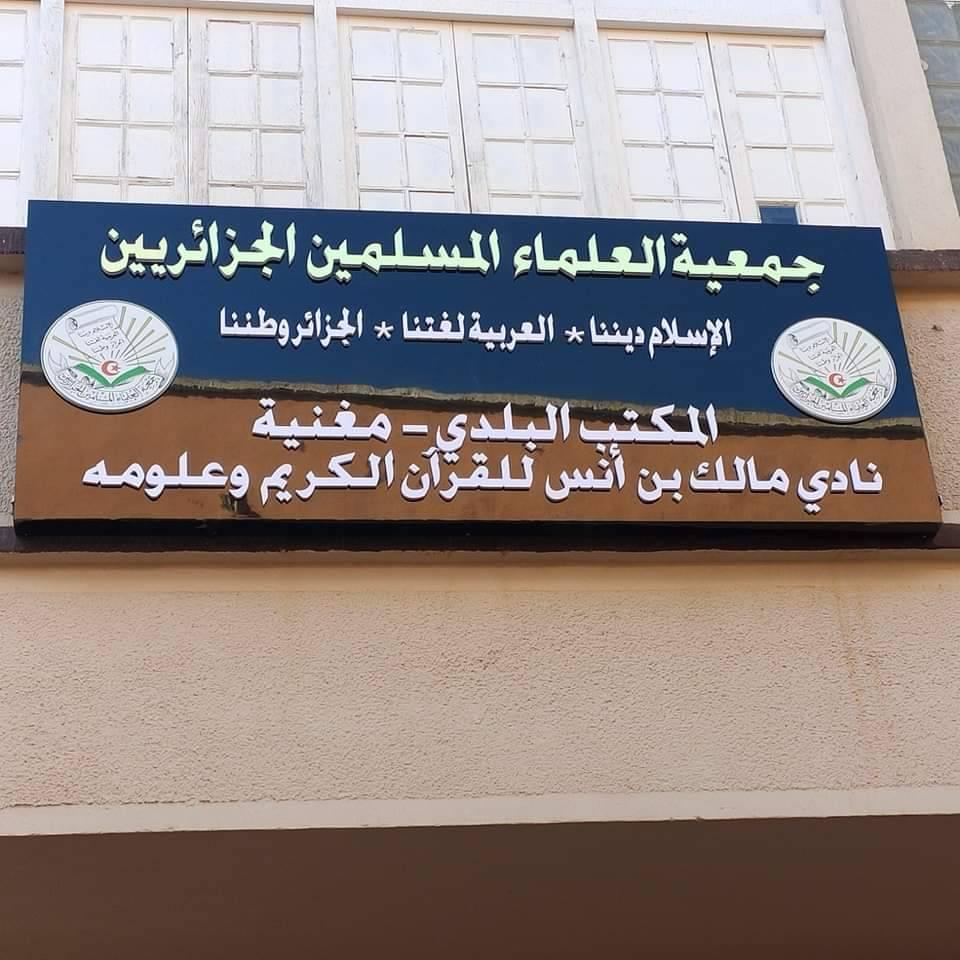 جمعية العلماء المسلمين الجزائريين
الإسلام ديننا * العربية لغتنا * الجزائر وطننا
المكتب البلدي - مغنية
نادي مالك بن أنس للقرآن الكريم وعلومه